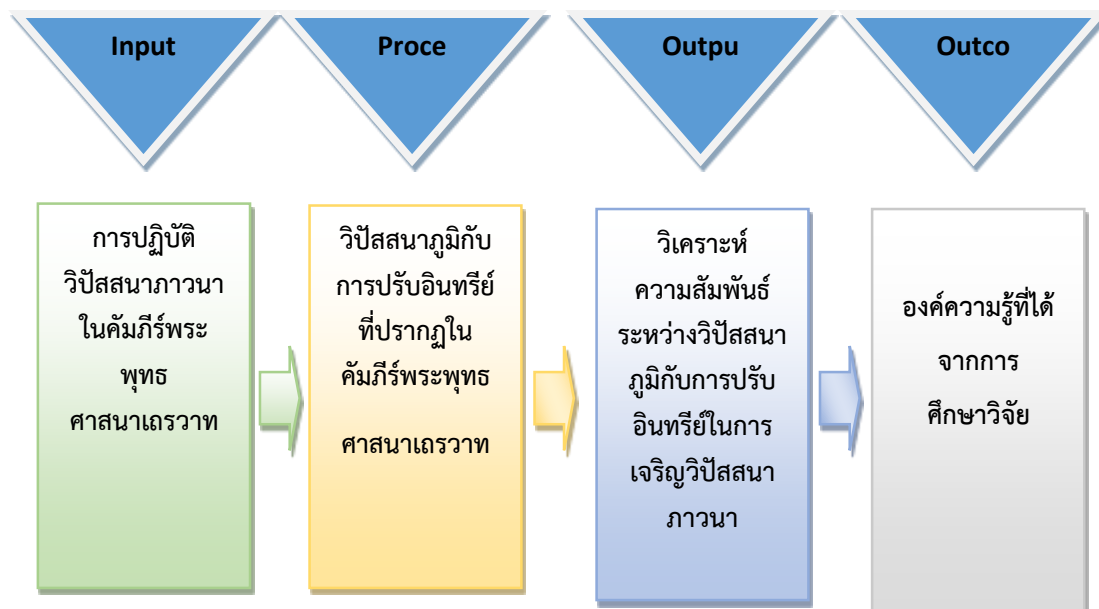 Input
Proce
Outpu
Outco
การปฏิบัติ
วิปัสสนาภาวนา
ในคัมภีร์พระ
พุทธ
ศาสนาเถรวาท
วิปัสสนาภูมิกับ
การปรับอินทรีย์
ที่ปรากฏใน
คัมภีร์พระพุทธ
ศาสนาเถรวาท
วิเคราะห์
ความสัมพันธ์
ระหว่างวิปัสสนา
ภูมิกับการปรับ
อินทรีย์ในการ
เจริญวิปัสสนา
ภาวนา
องค์ความรู้ที่ได้
จากการ
ศึกษาวิจัย